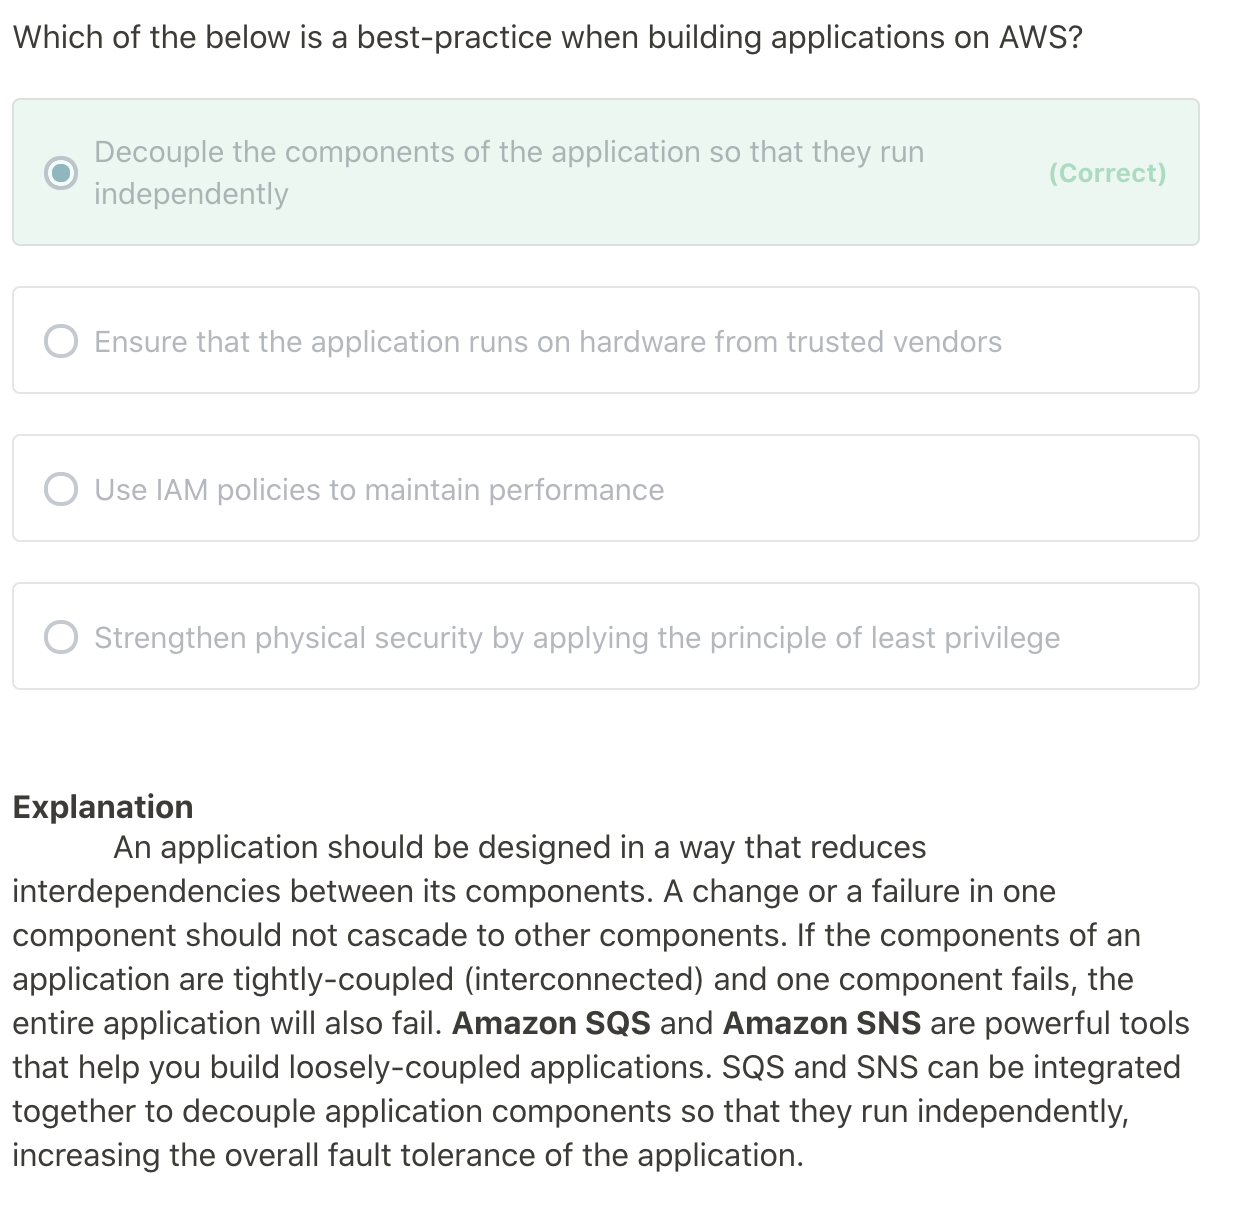 Which of the below is a best-practice when building applications on AWS?
Decouple the components of the application so that they run
independently
(Correct)
Ensure that the application runs on hardware from trusted vendors
Use IAM policies to maintain performance
Strengthen physical security by applying the principle of least privilege
Explanation
An application should be designed in a way that reduces
interdependencies between its components. A change or a failure in one
component should not cascade to other components. If the components of an
application are tightly-coupled (interconnected) and one component fails, the
entire application will also fail. Amazon SQS and Amazon SNS are powerful tools
that help you build loosely-coupled applications. SQS and SNS can be integrated
together to decouple application components so that they run independently,
increasing the overall fault tolerance of the application.